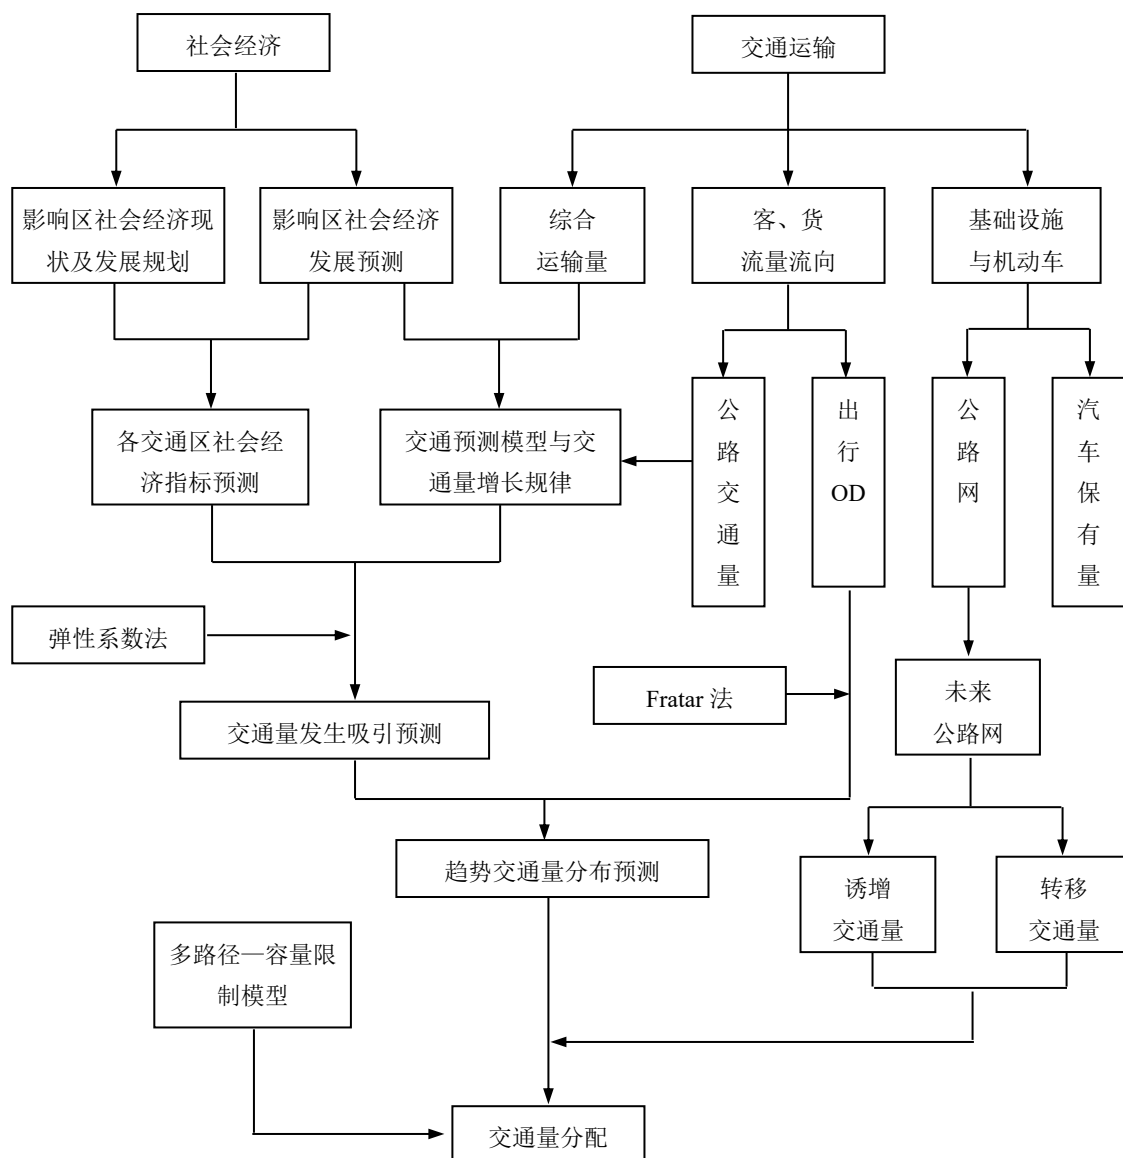 社会经济
交通运输
影响区社会经济现
状及发展规划
影响区社会经济
发展预测
综合
运输量
客、货
流量流向
基础设施
与机动车
各交通区社会经
济指标预测
交通预测模型与交
通量增长规律
公
路
交
通
量
出
行
OD
公
路
网
汽
车
保
有
量
弹性系数法
Fratar 法
未来
公路网
交通量发生吸引预测
趋势交通量分布预测
诱增
交通量
转移
交通量
多路径—容量限
制模型
交通量分配